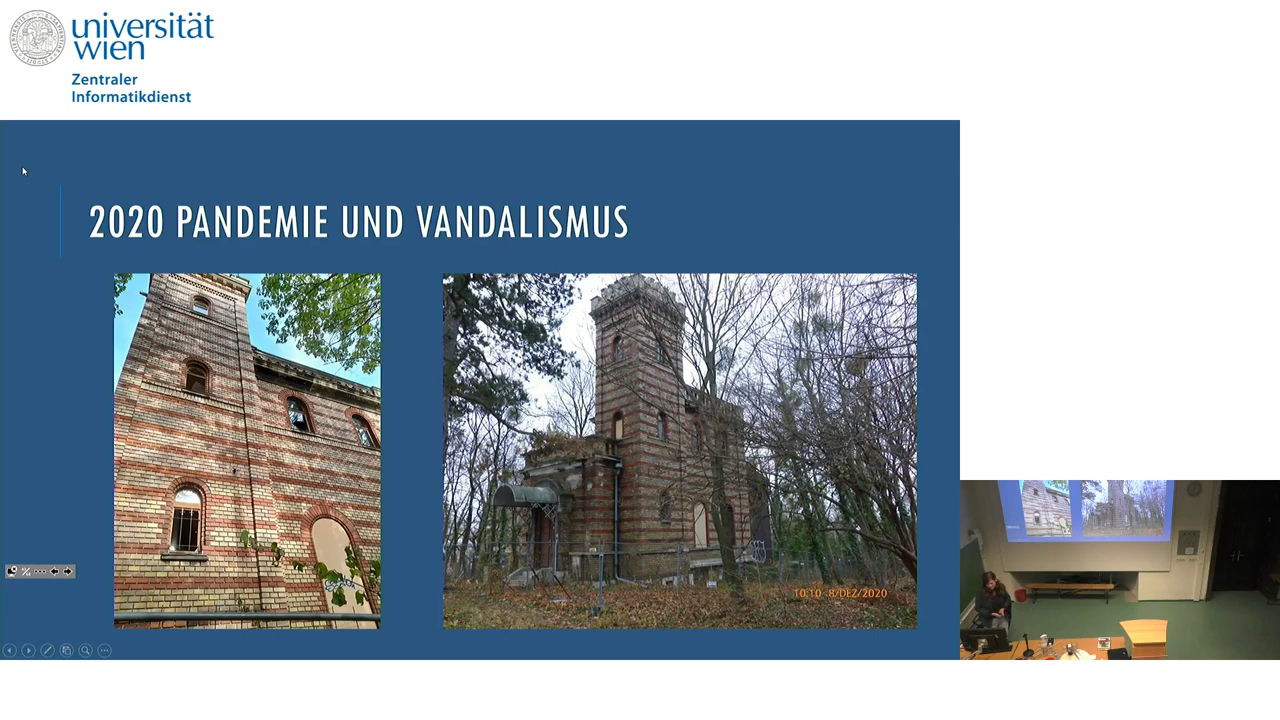 universität
wien
Zentraler
Informatikdienst
2020 PANDEMIE UND VANDALISMUS
10:10 8/DEZ/2020